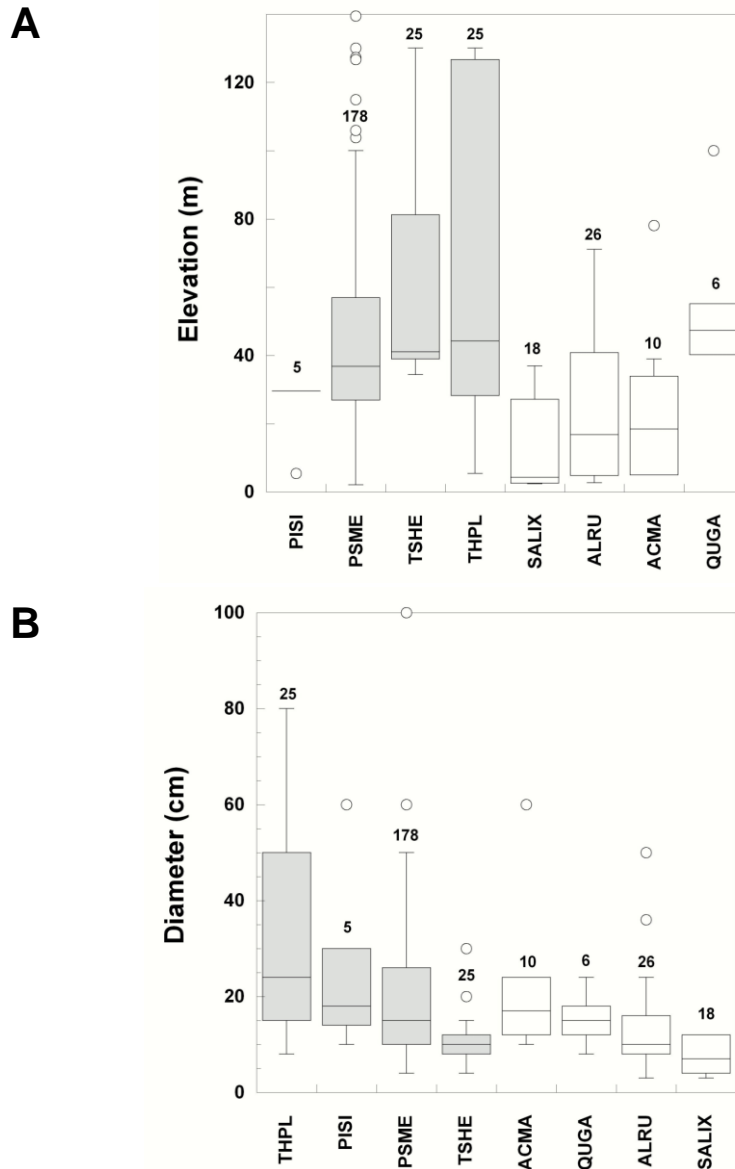 A
Elevation (m)
120
80
40
0
5
178
25
25
18
26
10
6
PISI
PSME
TSHE
THPL
SALIX
ALRU
ACMA
QUGA
B
Diameter (cm)
100
80
60
40
20
0
25
5
178
25
10
6
26
18
THPL
PISI
PSME
TSHE
ACMA
QUGA
ALRU
SALIX